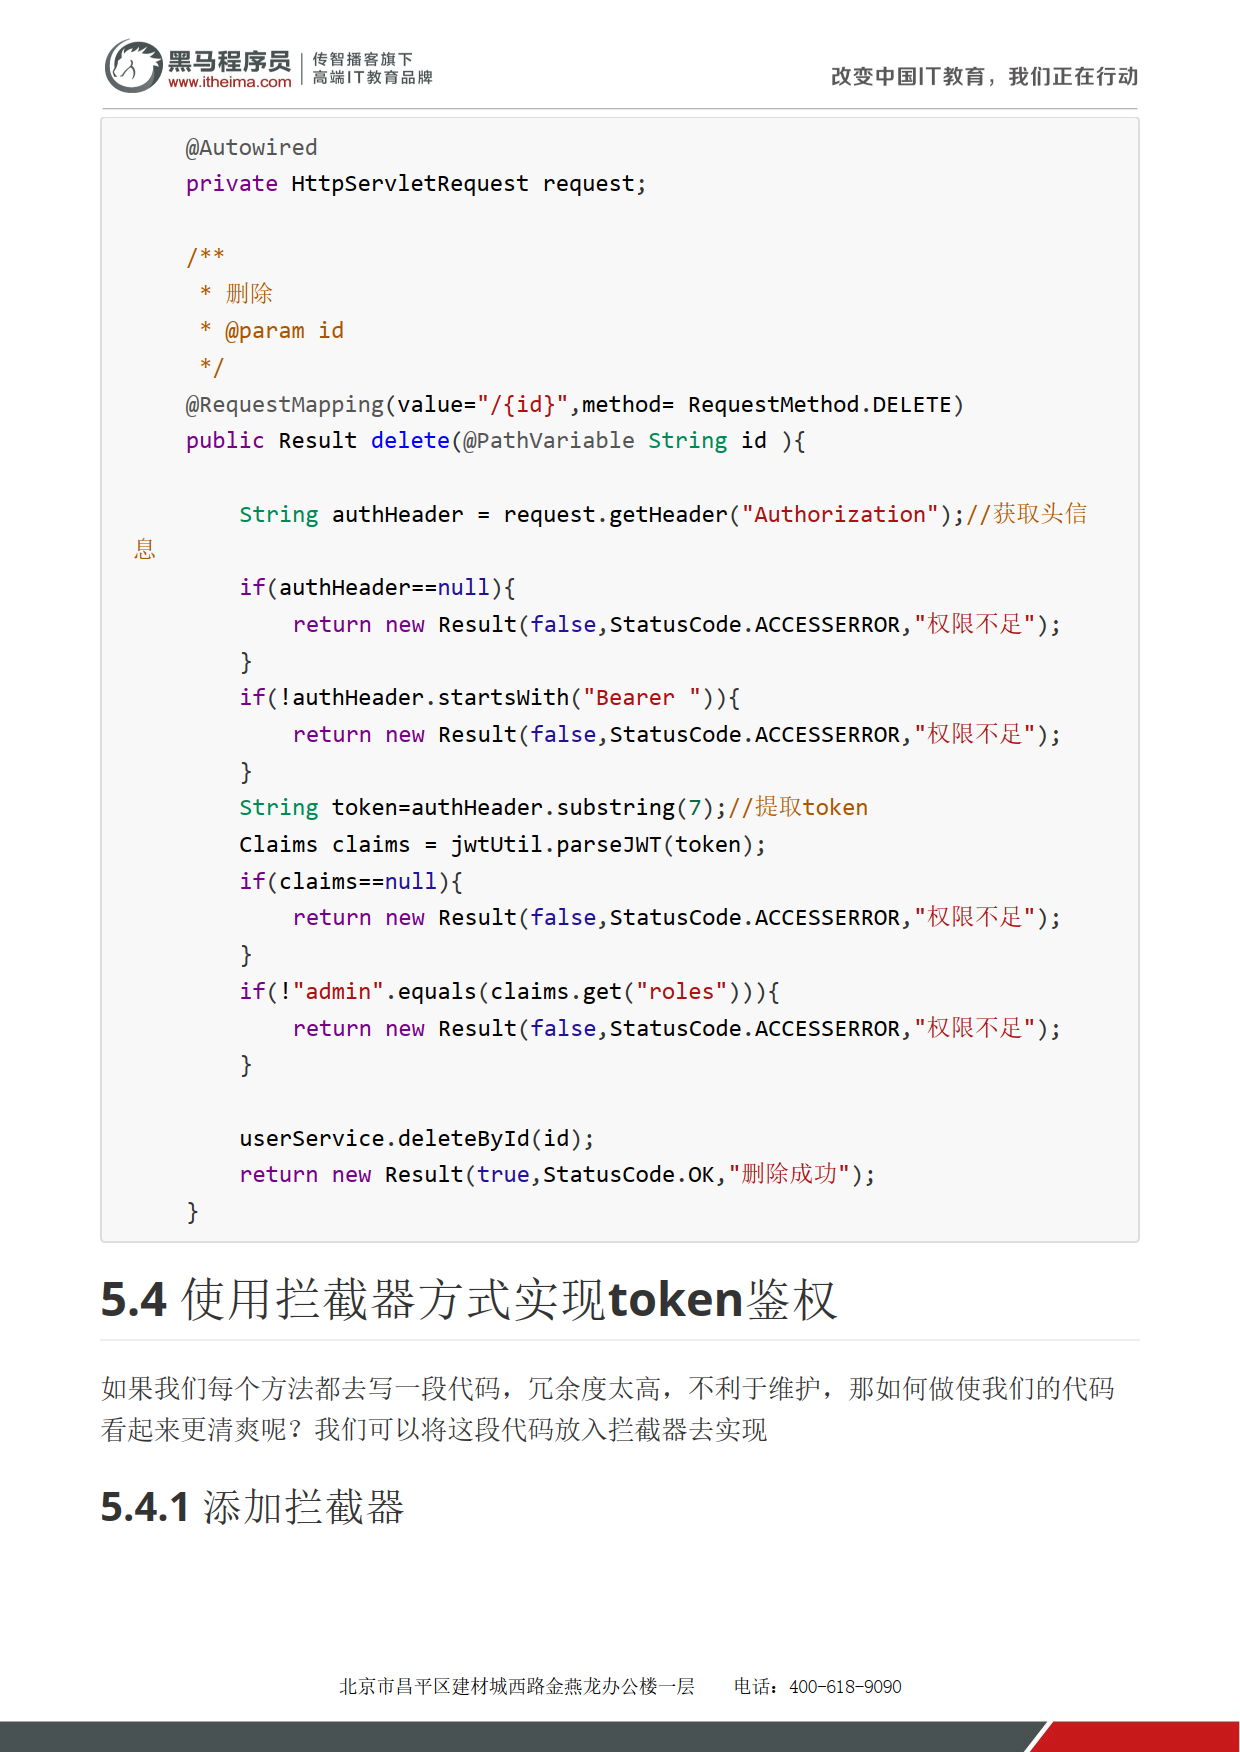 黑马程序员
www.itheima.com
传智播客旗下
高端IT教育品牌
改变中国IT教育，我们正在行动
@Autowired
private HttpServletRequest request;
/**
 * 删除
 * @param id
 */
@RequestMapping(value="/{id}",method= RequestMethod.DELETE)
public Result delete(@PathVariable String id ){
String authHeader = request.getHeader("Authorization");//获取头信
息
if(authHeader==null){
return new Result(false,StatusCode.ACCESSERROR,"权限不足");
}
if(!authHeader.startsWith("Bearer ")){
return new Result(false,StatusCode.ACCESSERROR,"权限不足");
}
String token=authHeader.substring(7);//提取token
Claims claims = jwtUtil.parseJWT(token);
if(claims==null){
return new Result(false,StatusCode.ACCESSERROR,"权限不足");
}
if(!"admin".equals(claims.get("roles"))){
return new Result(false,StatusCode.ACCESSERROR,"权限不足");
}
userService.deleteById(id);
return new Result(true,StatusCode.OK,"删除成功");
}
5.4 使用拦截器方式实现token鉴权
如果我们每个方法都去写一段代码，冗余度太高，不利于维护，那如何做使我们的代码
看起来更清爽呢？我们可以将这段代码放入拦截器去实现
5.4.1 添加拦截器
北京市昌平区建材城西路金燕龙办公楼一层 电话：400-618-9090